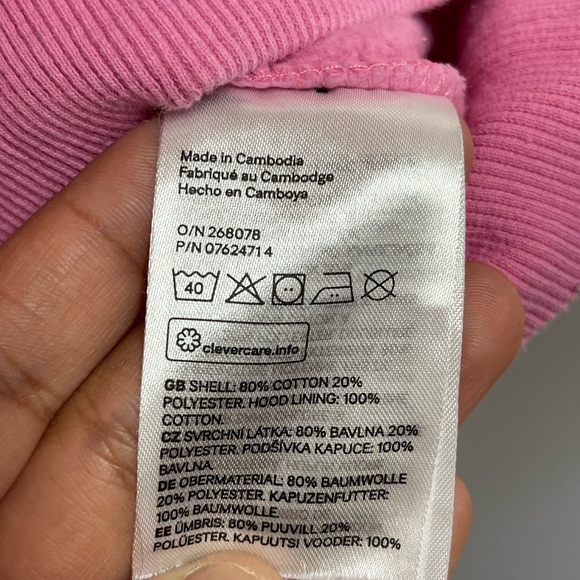 Made in Cambodia
Fabriqué au Cambodge
Hecho en Camboya
O/N 268078
P/N 07624714
40
clevercare.info
GB SHELL: 80% COTTON 20%
POLYESTER. HOOD LINING: 100%
COTTON.
CZ SVRCHNÍ LÁTKA: 80% BAVLNA 20%
POLYESTER. PODŠÍVKA KAPUCE: 100%
BAVLNA.
DE OBERMATERIAL: 80% BAUMWOLLE
20% POLYESTER. KAPUZENFUTTER:
100% BAUMWOLLE.
EE ÜMBRIS: 80% PUUVILL 20%
POLÜESTER. KAPUUTSI VOODER: 100%